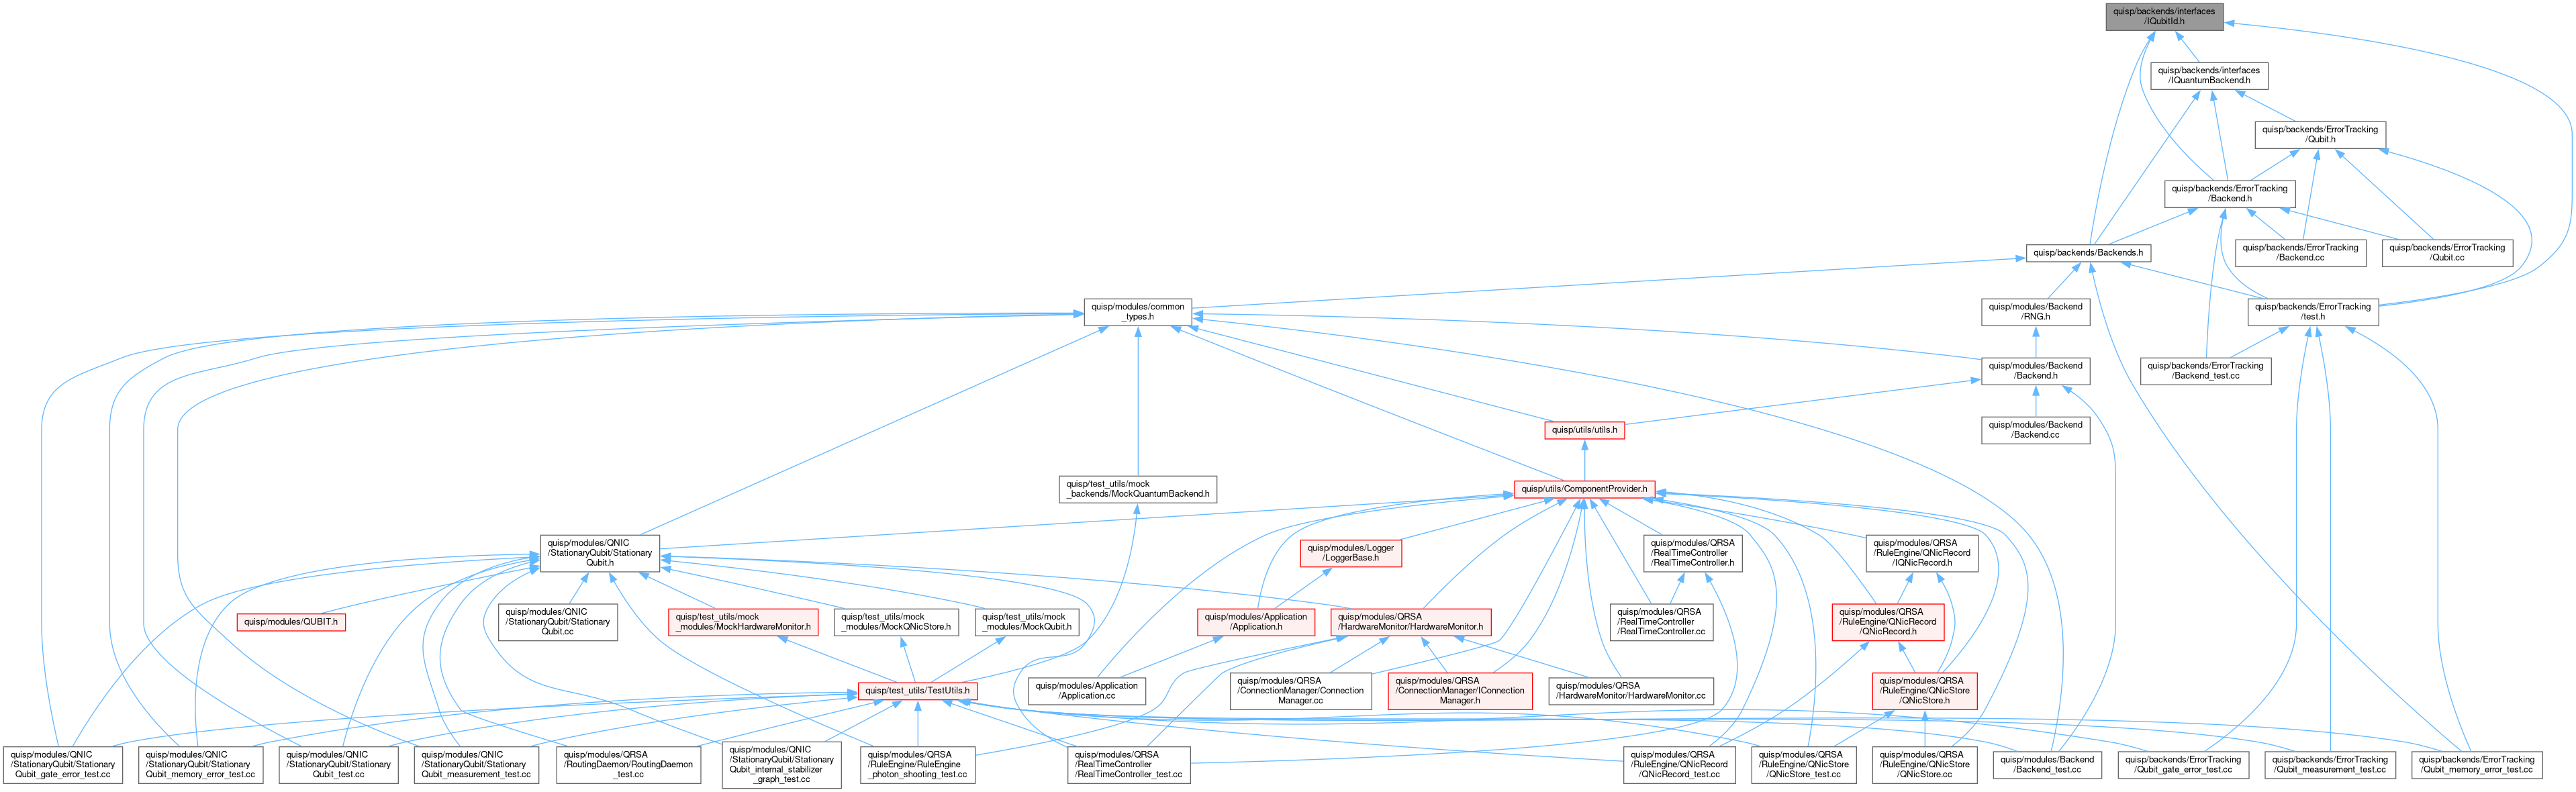 quisp/backends/interfaces
/IQubitId.h
quisp/backends/interfaces
/IQuantumBackend.h
quisp/backends/ErrorTracking
/Qubit.h
quisp/backends/ErrorTracking
/Backend.h
quisp/backends/Backends.h
quisp/backends/ErrorTracking
/Backend.cc
quisp/backends/ErrorTracking
/Qubit.cc
quisp/modules/common
_types.h
quisp/modules/Backend
/RNG.h
quisp/backends/ErrorTracking
/test.h
quisp/modules/Backend
/Backend.h
quisp/backends/ErrorTracking
/Backend_test.cc
quisp/utils/utils.h
quisp/modules/Backend
/Backend.cc
quisp/test_utils/mock
_backends/MockQuantumBackend.h
quisp/utils/ComponentProvider.h
quisp/modules/QNIC
/StationaryQubit/Stationary
Qubit.h
quisp/modules/Logger
/LoggerBase.h
quisp/modules/QRSA
/RealTimeController
/RealTimeController.h
quisp/modules/QRSA
/RuleEngine/QNicRecord
/IQNicRecord.h
quisp/modules/QUBIT.h
quisp/modules/QNIC
/StationaryQubit/Stationary
Qubit.cc
quisp/test_utils/mock
_modules/MockHardwareMonitor.h
quisp/test_utils/mock
_modules/MockQNicStore.h
quisp/test_utils/mock
_modules/MockQubit.h
quisp/modules/Application
/Application.h
quisp/modules/QRSA
/HardwareMonitor/HardwareMonitor.h
quisp/modules/QRSA
/RealTimeController
/RealTimeController.cc
quisp/modules/QRSA
/RuleEngine/QNicRecord
/QNicRecord.h
quisp/test_utils/TestUtils.h
quisp/modules/Application
/Application.cc
quisp/modules/QRSA
/ConnectionManager/Connection
Manager.cc
quisp/modules/QRSA
/ConnectionManager/IConnection
Manager.h
quisp/modules/QRSA
/HardwareMonitor/HardwareMonitor.cc
quisp/modules/QRSA
/RuleEngine/QNicStore
/QNicStore.h
quisp/modules/QNIC
/StationaryQubit/Stationary
Qubit_gate_error_test.cc
quisp/modules/QNIC
/StationaryQubit/Stationary
Qubit_memory_error_test.cc
quisp/modules/QNIC
/StationaryQubit/Stationary
Qubit_test.cc
quisp/modules/QNIC
/StationaryQubit/Stationary
Qubit_measurement_test.cc
quisp/modules/QRSA
/RoutingDaemon/RoutingDaemon
_test.cc
quisp/modules/QNIC
/StationaryQubit/Stationary
Qubit_internal_stabilizer
_graph_test.cc
quisp/modules/QRSA
/RuleEngine/RuleEngine
_photon_shooting_test.cc
quisp/modules/QRSA
/RealTimeController
/RealTimeController_test.cc
quisp/modules/QRSA
/RuleEngine/QNicRecord
/QNicRecord_test.cc
quisp/modules/QRSA
/RuleEngine/QNicStore
/QNicStore_test.cc
quisp/modules/QRSA
/RuleEngine/QNicStore
/QNicStore.cc
quisp/modules/Backend
/Backend_test.cc
quisp/backends/ErrorTracking
/Qubit_gate_error_test.cc
quisp/backends/ErrorTracking
/Qubit_measurement_test.cc
quisp/backends/ErrorTracking
/Qubit_memory_error_test.cc